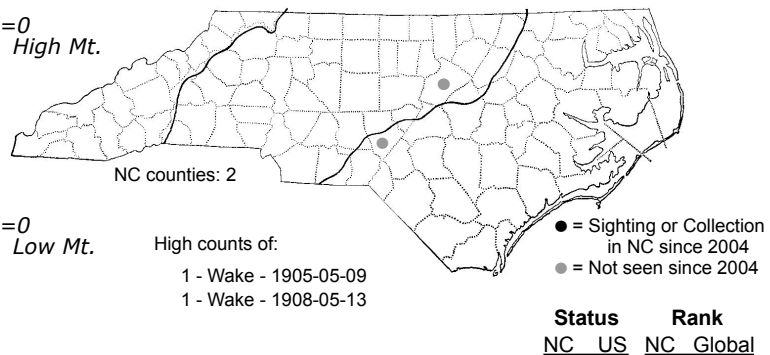 =0
High Mt.
NC counties: 2
=0
Low Mt.
High counts of:
1 - Wake - 1905-05-09
1 - Wake - 1908-05-13
● = Sighting or Collection
in NC since 2004
● = Not seen since 2004
Status Rank
NC US NC Global